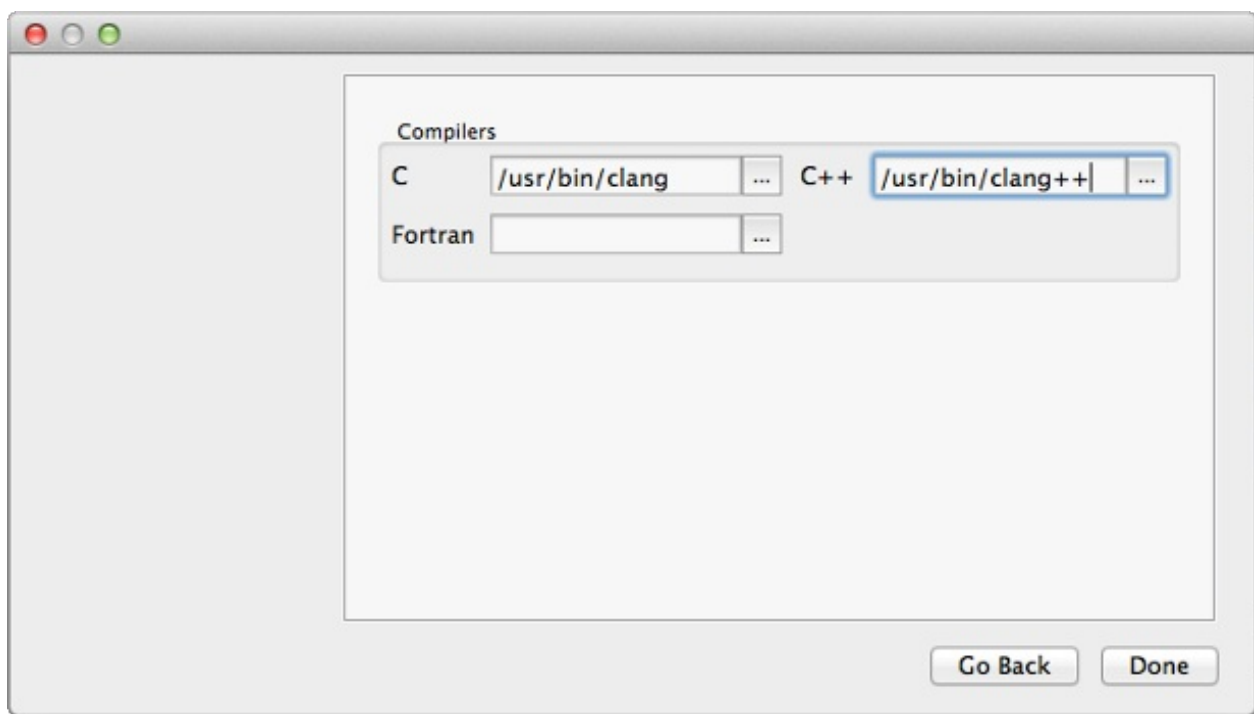 Compilers
C /usr/bin/clang ... C++ /usr/bin/clang++ ...
Fortran ...
Go Back Done